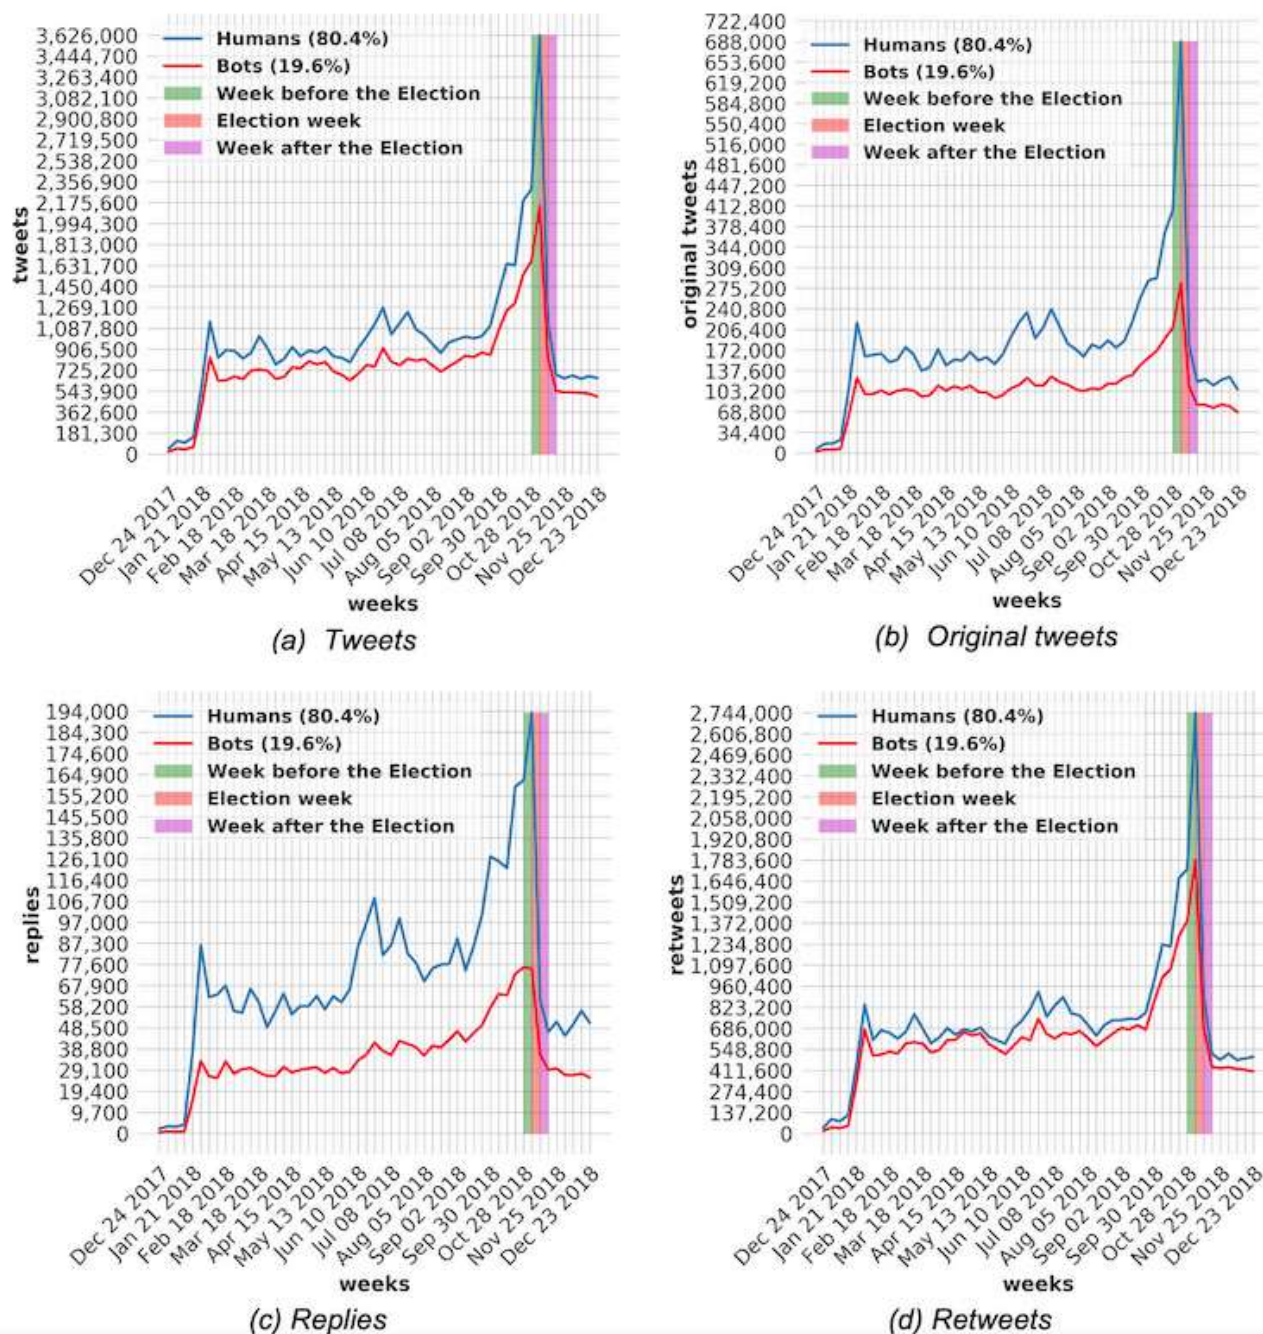 3,626,000
3,444,700
3,263,400
3,082,100
2,900,800
2,719,500
2,538,200
2,356,900
2,175,600
1,994,300
1,813,000
1,631,700
1,450,400
1,269,100
1,087,800
906,500
725,200
543,900
362,600
181,300
0
tweets
Humans (80.4%)
Bots (19.6%)
Week before the Election
Election week
Week after the Election
Dec 24 2017
Jan 21 2018
Feb 18 2018
Mar 18 2018
Apr 15 2018
May 13 2018
Jun 10 2018
Jul 08 2018
Aug 05 2018
Sep 02 2018
Sep 30 2018
Oct 28 2018
Nov 25 2018
Dec 23 2018
weeks
(a) Tweets
722,400
688,000
653,600
619,200
584,800
550,400
516,000
481,600
447,200
412,800
378,400
344,000
309,600
275,200
240,800
206,400
172,000
137,600
103,200
68,800
34,400
0
original tweets
Humans (80.4%)
Bots (19.6%)
Week before the Election
Election week
Week after the Election
Dec 24 2017
Jan 21 2018
Feb 18 2018
Mar 18 2018
Apr 15 2018
May 13 2018
Jun 10 2018
Jul 08 2018
Aug 05 2018
Sep 02 2018
Sep 30 2018
Oct 28 2018
Nov 25 2018
Dec 23 2018
weeks
(b) Original tweets
194,000
184,300
174,600
164,900
155,200
145,500
135,800
126,100
116,400
106,700
97,000
87,300
77,600
67,900
58,200
48,500
38,800
29,100
19,400
9,700
0
replies
Humans (80.4%)
Bots (19.6%)
Week before the Election
Election week
Week after the Election
Dec 24 2017
Jan 21 2018
Feb 18 2018
Mar 18 2018
Apr 15 2018
May 13 2018
Jun 10 2018
Jul 08 2018
Aug 05 2018
Sep 02 2018
Sep 30 2018
Oct 28 2018
Nov 25 2018
Dec 23 2018
weeks
(c) Replies
2,744,000
2,606,800
2,469,600
2,332,400
2,195,200
2,058,000
1,920,800
1,783,600
1,646,400
1,509,200
1,372,000
1,234,800
1,097,600
960,400
823,200
686,000
548,800
411,600
274,400
137,200
0
retweets
Humans (80.4%)
Bots (19.6%)
Week before the Election
Election week
Week after the Election
Dec 24 2017
Jan 21 2018
Feb 18 2018
Mar 18 2018
Apr 15 2018
May 13 2018
Jun 10 2018
Jul 08 2018
Aug 05 2018
Sep 02 2018
Sep 30 2018
Oct 28 2018
Nov 25 2018
Dec 23 2018
weeks
(d) Retweets